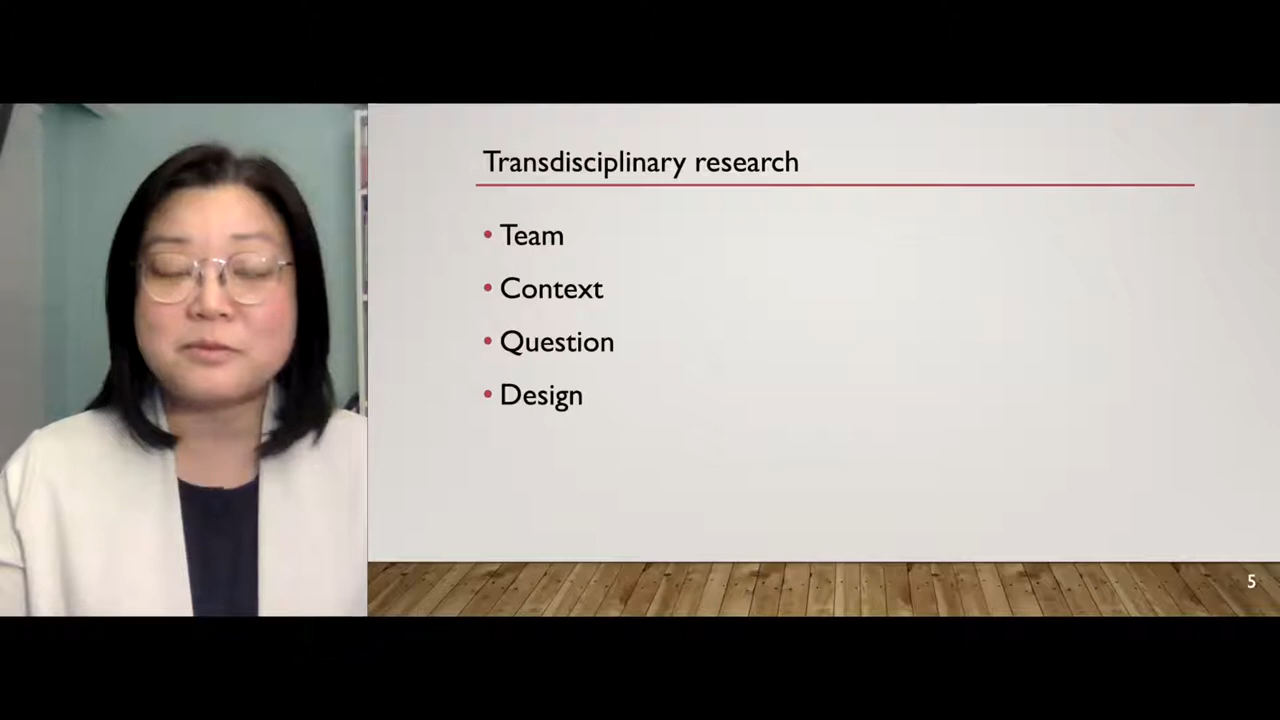 Transdisciplinary research
• Team
• Context
• Question
• Design
5